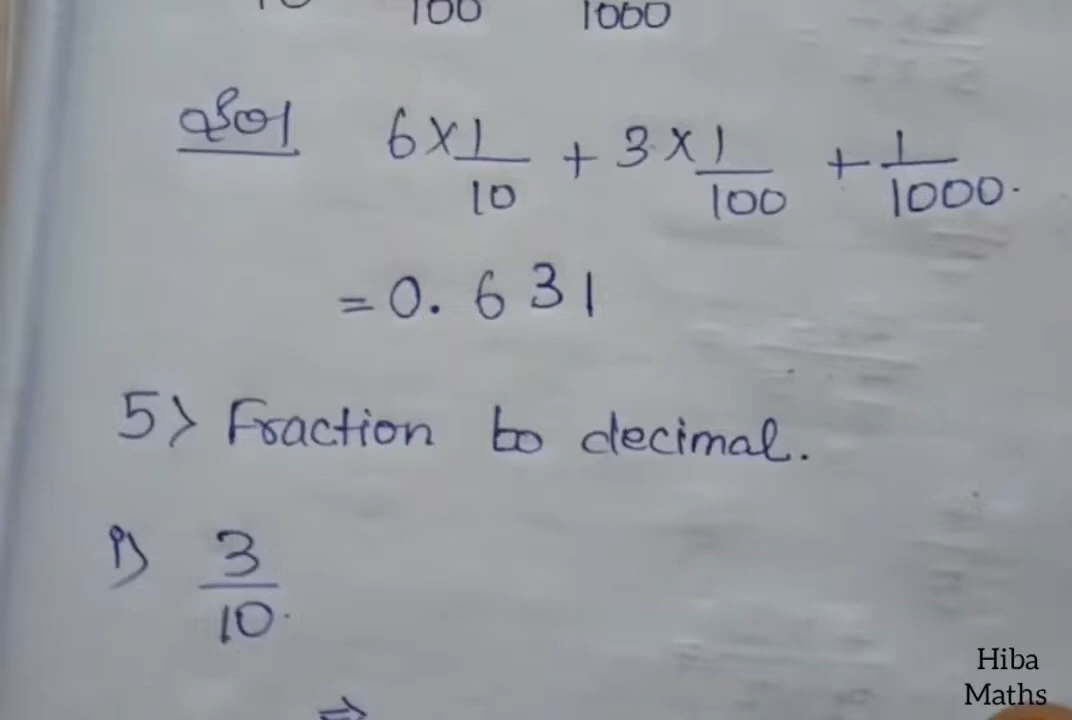 100 1000
Sol 6×1/10 + 3×1/100 + 1/1000.
= 0.631
5> Fraction to decimal.
i) 3/10.
⇒
Hiba
Maths